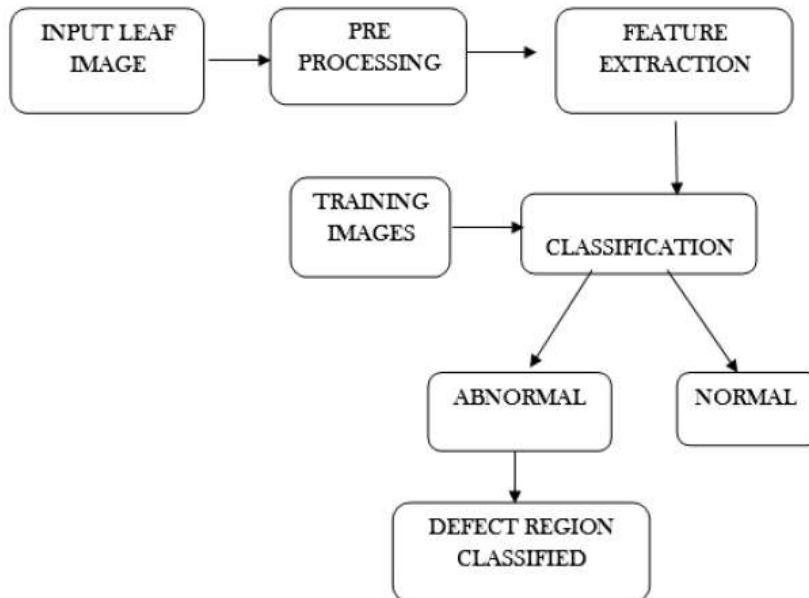 INPUT LEAF
IMAGE
PRE
PROCESSING
FEATURE
EXTRACTION
TRAINING
IMAGES
CLASSIFICATION
ABNORMAL
NORMAL
DEFECT REGION
CLASSIFIED